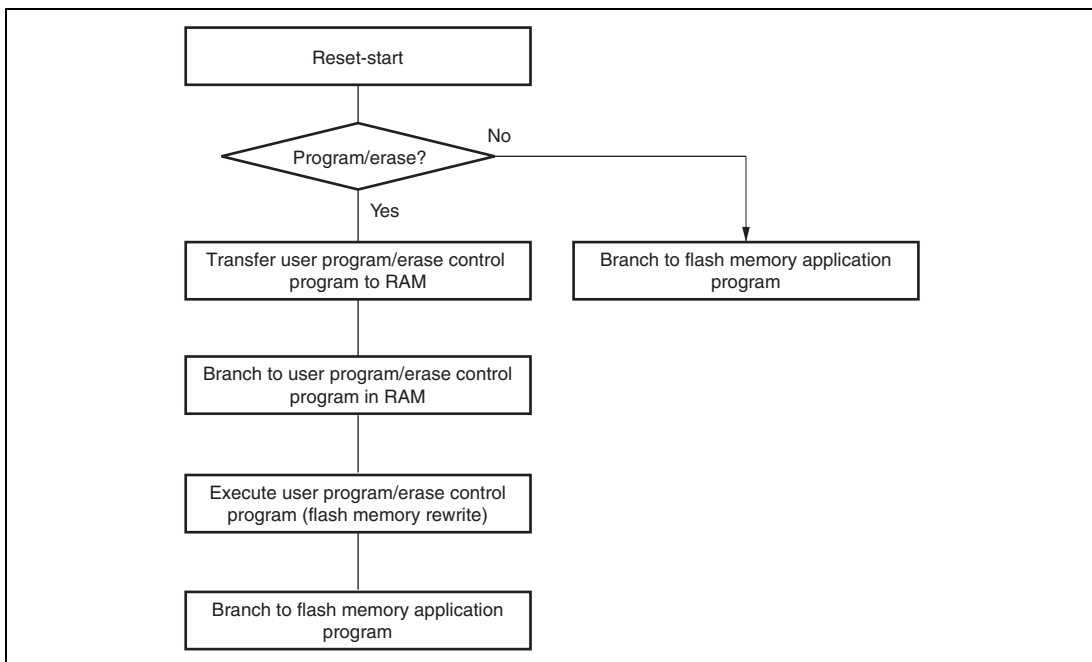 Reset-start
Program/erase?
No
Yes
Transfer user program/erase control
program to RAM
Branch to flash memory application
program
Branch to user program/erase control
program in RAM
Execute user program/erase control
program (flash memory rewrite)
Branch to flash memory application
program